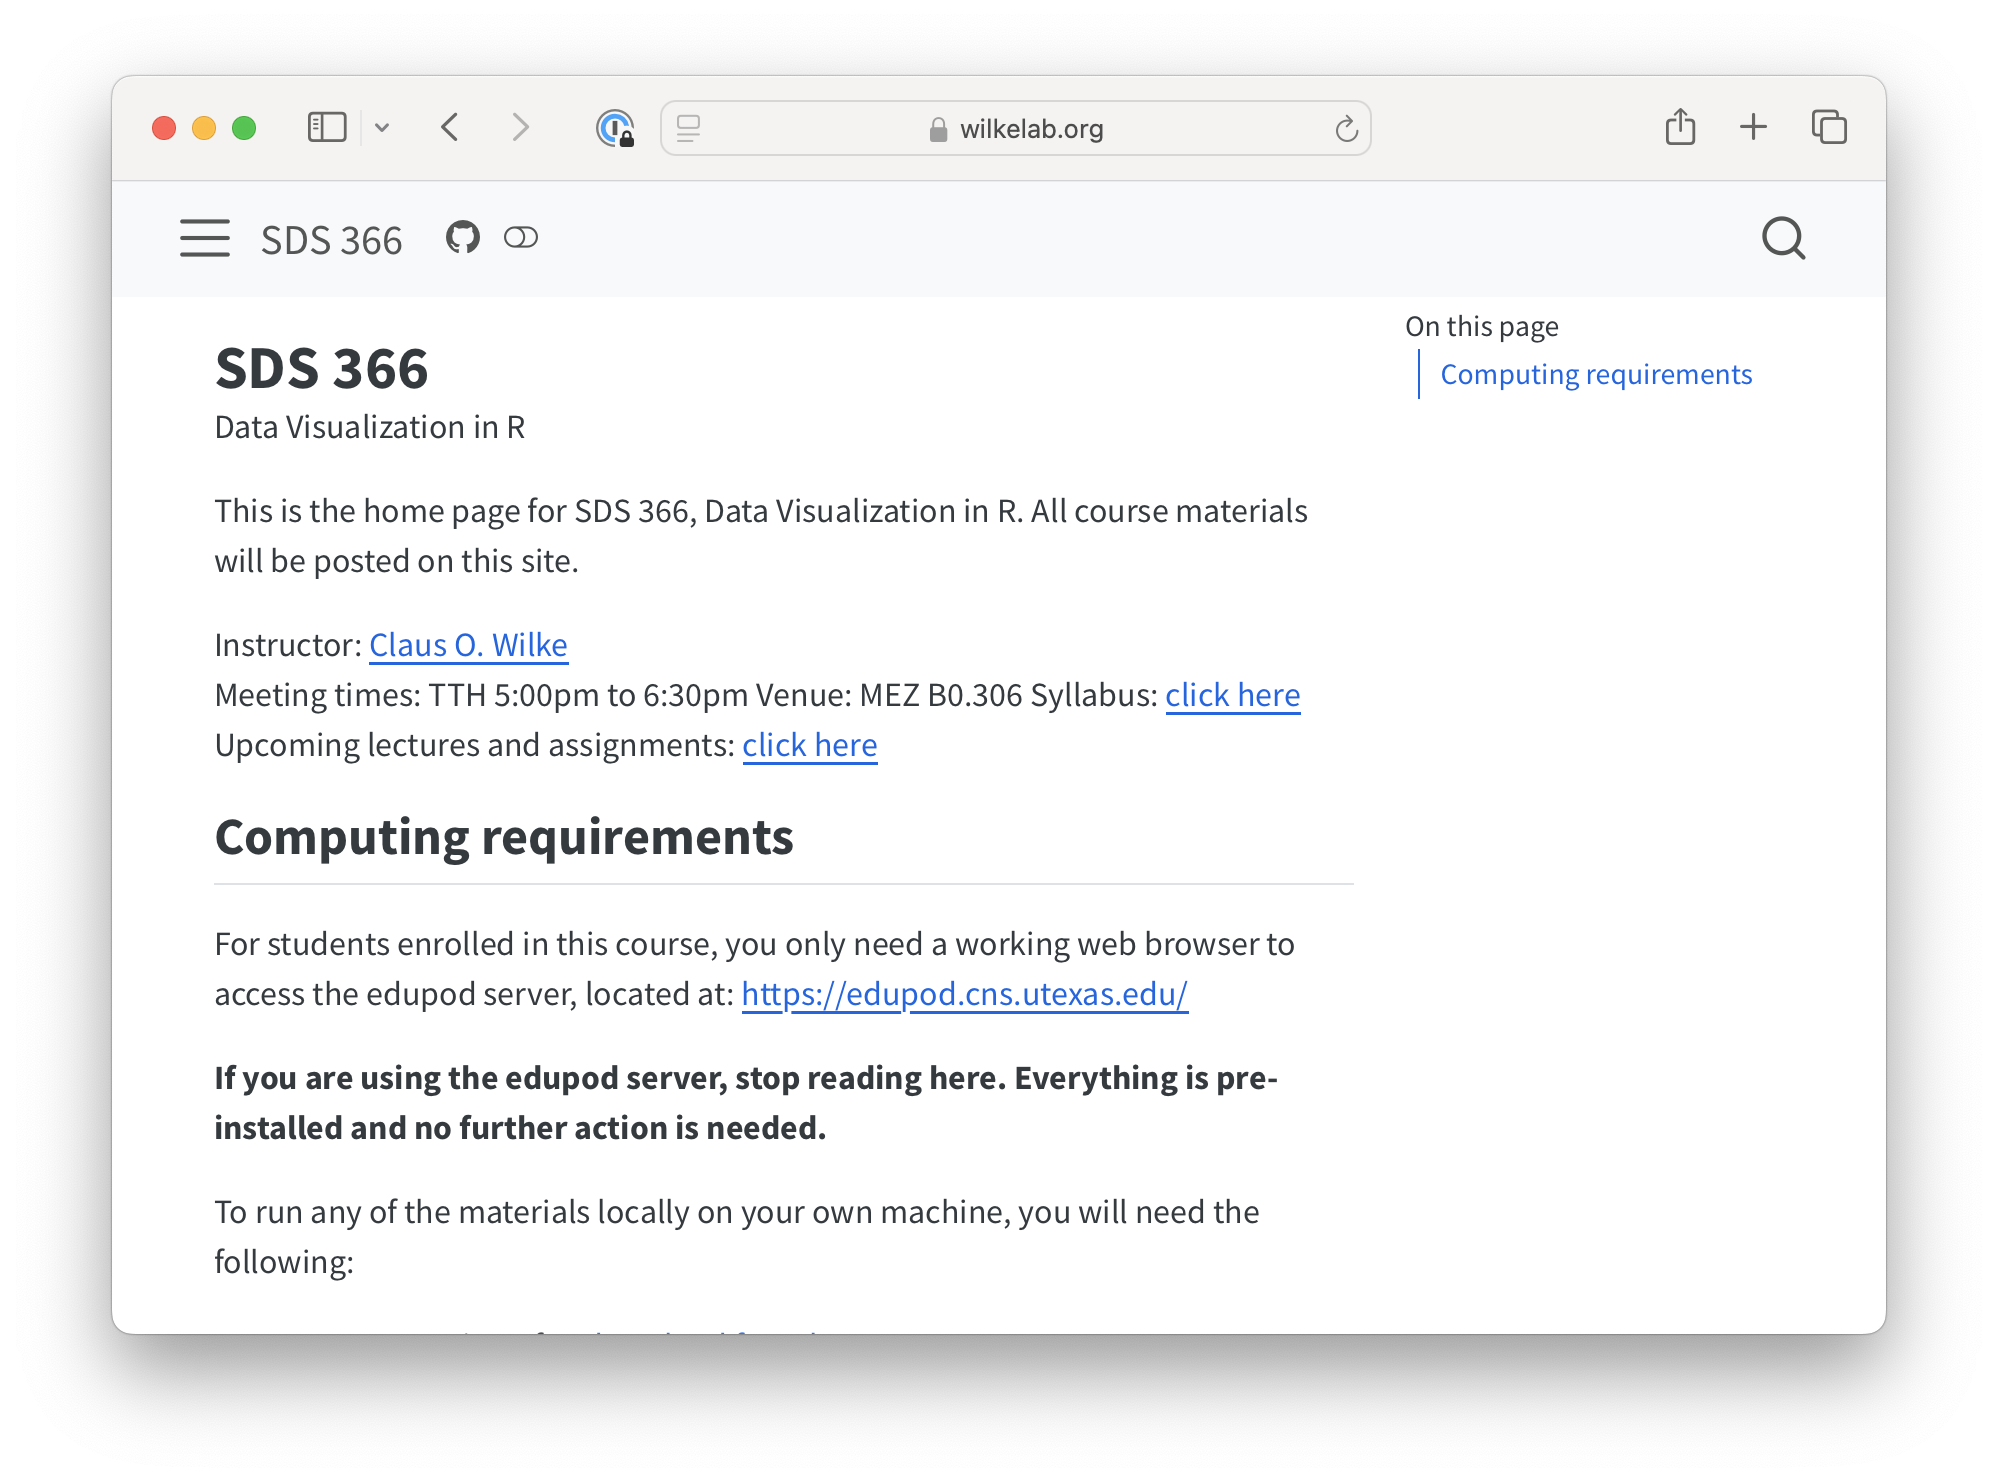 wilkelab.org
SDS 366
On this page
Computing requirements
SDS 366
Data Visualization in R
This is the home page for SDS 366, Data Visualization in R. All course materials
will be posted on this site.
Instructor: Claus O. Wilke
Meeting times: TTH 5:00pm to 6:30pm Venue: MEZ B0.306 Syllabus: click here
Upcoming lectures and assignments: click here
Computing requirements
For students enrolled in this course, you only need a working web browser to
access the edupod server, located at: https://edupod.cns.utexas.edu/
If you are using the edupod server, stop reading here. Everything is pre-
installed and no further action is needed.
To run any of the materials locally on your own machine, you will need the
following: